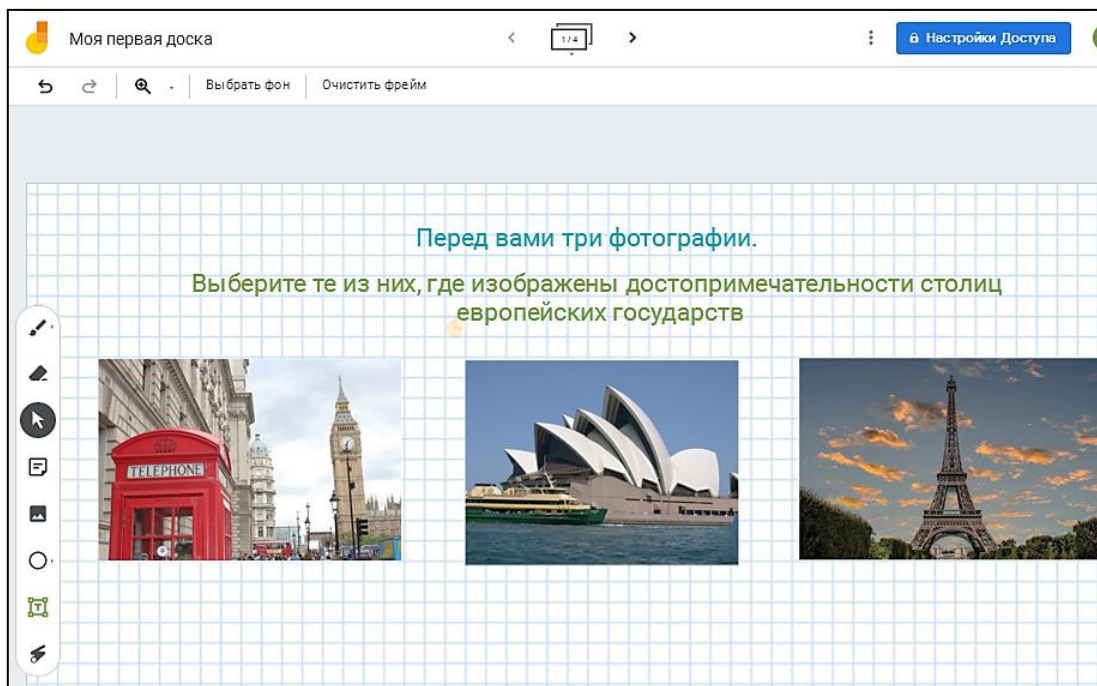 Моя первая доска
1/4
Настройки Доступа
Выбрать фон
Очистить фрейм
Перед вами три фотографии.
Выберите те из них, где изображены достопримечательности столиц
европейских государств
TELEPHONE
T